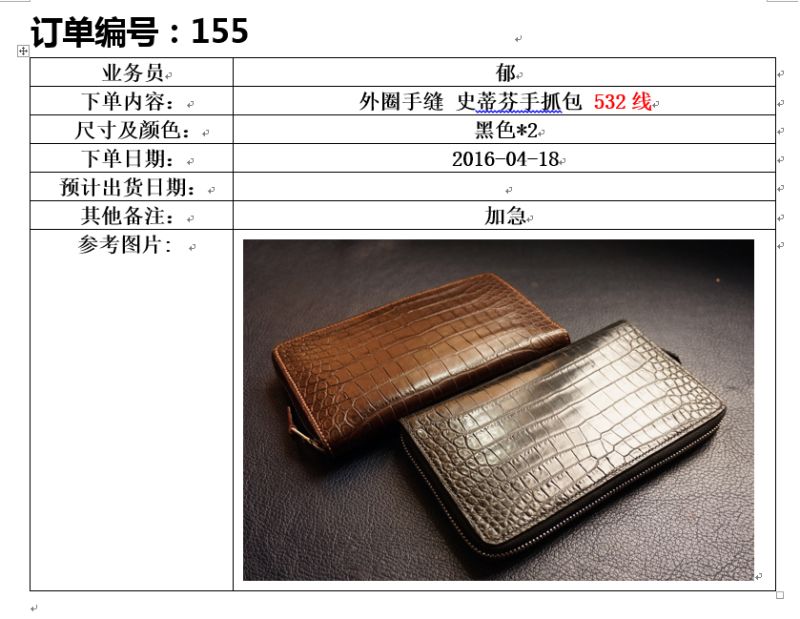 订单编号：155
业务员 郁
下单内容： 外圈手缝 史蒂芬手抓包 532 线
尺寸及颜色： 黑色*2
下单日期： 2016-04-18
预计出货日期：
其他备注： 加急
参考图片：